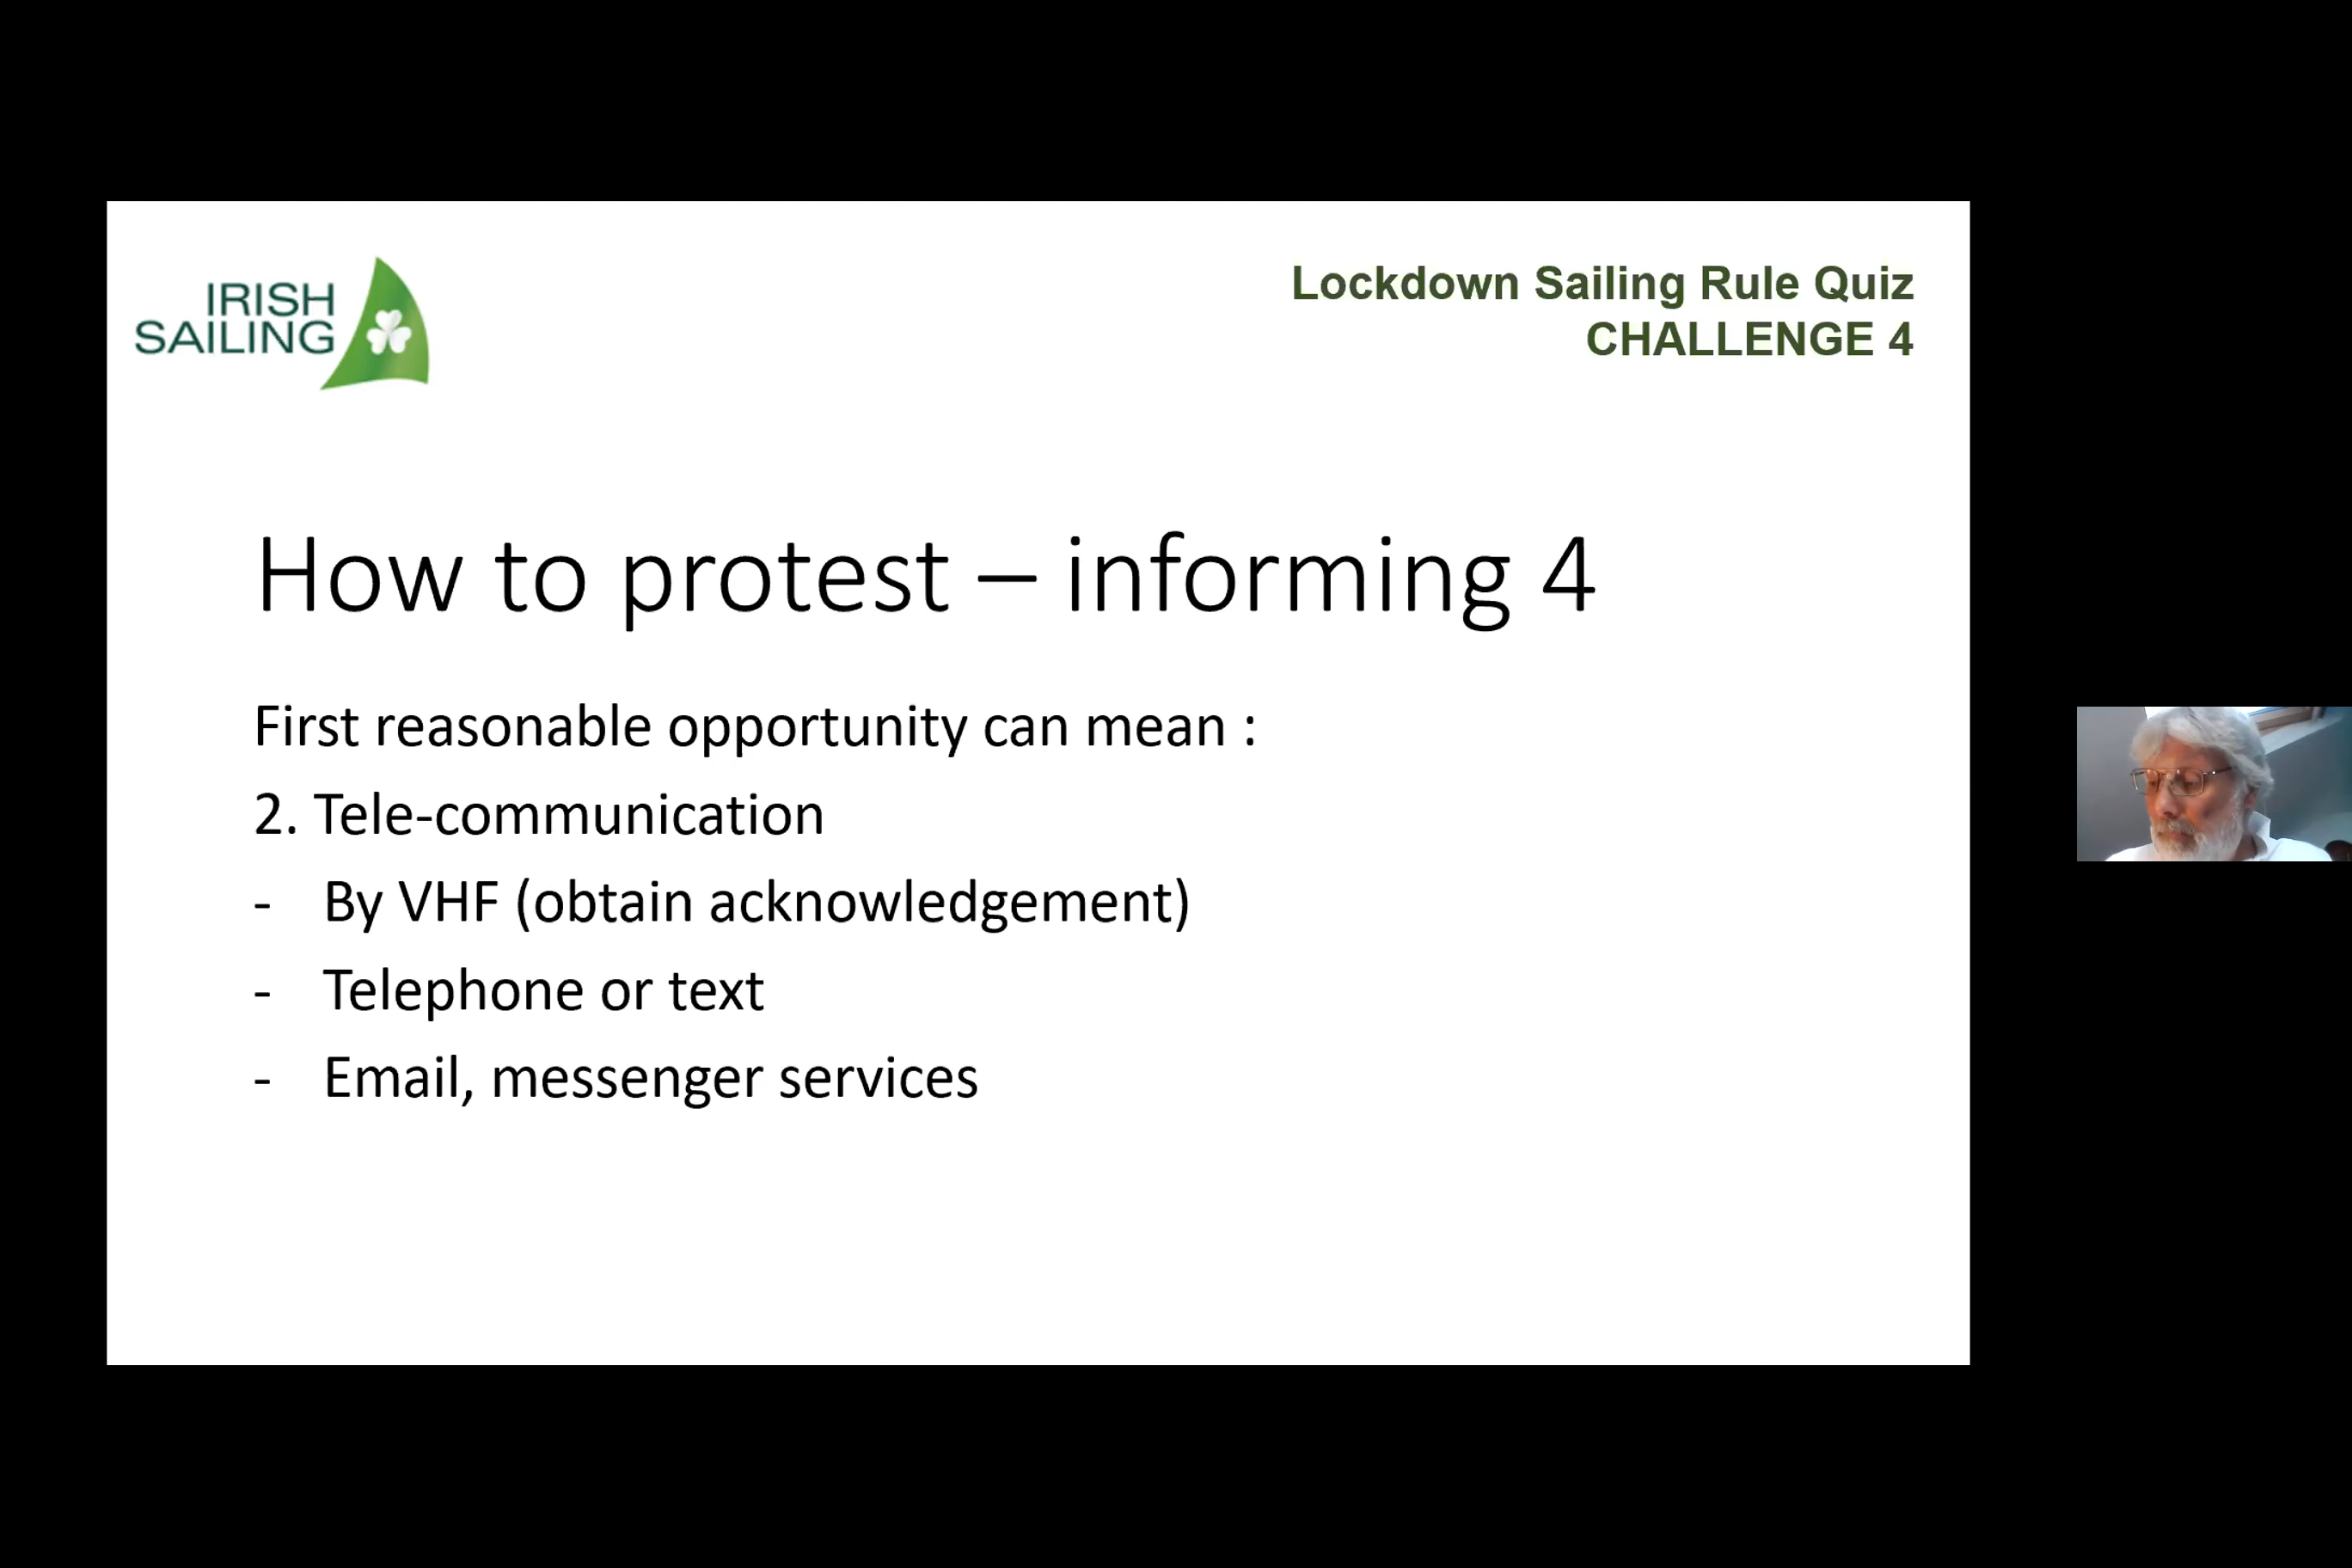 IRISH
SAILING
Lockdown Sailing Rule Quiz
CHALLENGE 4
How to protest – informing 4
First reasonable opportunity can mean :
2. Tele-communication
- By VHF (obtain acknowledgement)
- Telephone or text
- Email, messenger services